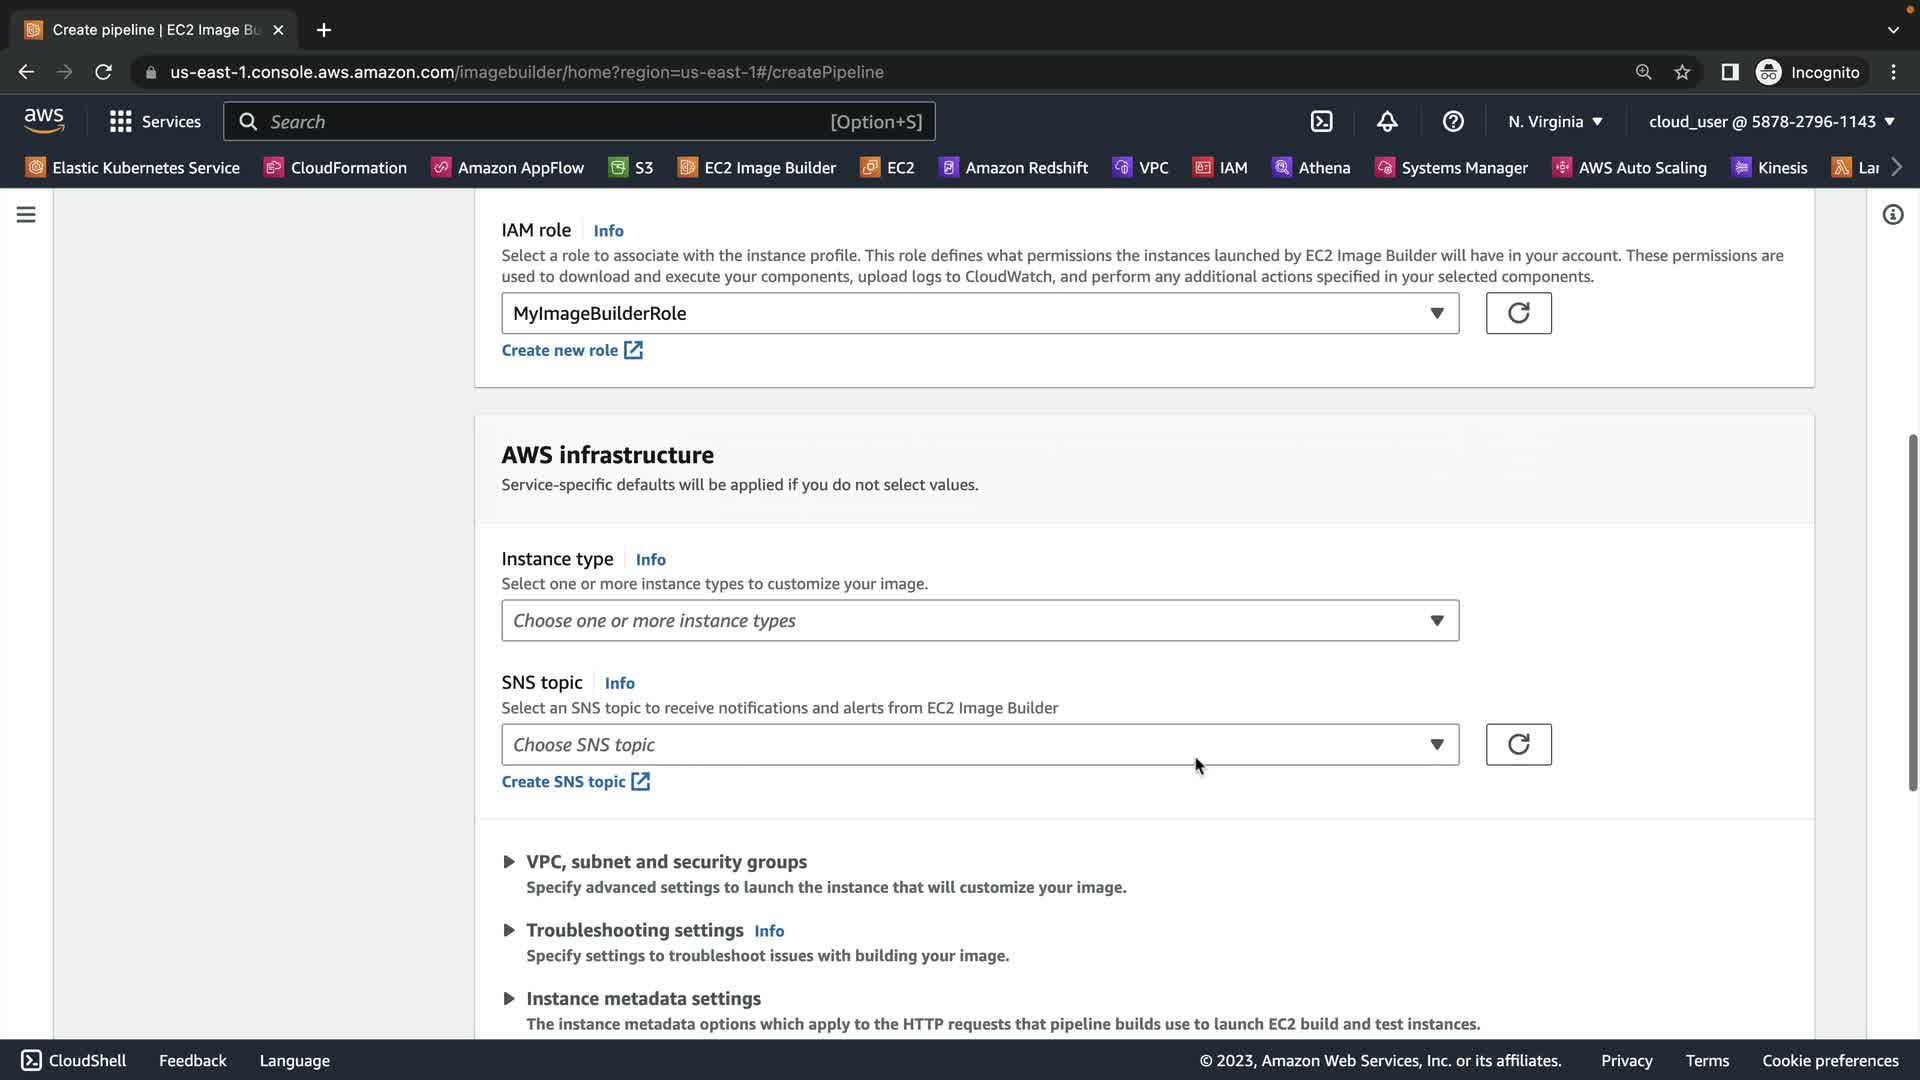 Create pipeline | EC2 Image Bu
us-east-1.console.aws.amazon.com/imagebuilder/home?region=us-east-1#/createPipeline
Incognito
aws
Services
Search
[Option+S]
N. Virginia
cloud_user @ 5878-2796-1143
Elastic Kubernetes Service
CloudFormation
Amazon AppFlow
S3
EC2 Image Builder
EC2
Amazon Redshift
VPC
IAM
Athena
Systems Manager
AWS Auto Scaling
Kinesis
Lar
IAM role
Info
Select a role to associate with the instance profile. This role defines what permissions the instances launched by EC2 Image Builder will have in your account. These permissions are
used to download and execute your components, upload logs to CloudWatch, and perform any additional actions specified in your selected components.
MyImageBuilderRole
Create new role
AWS infrastructure
Service-specific defaults will be applied if you do not select values.
Instance type
Info
Select one or more instance types to customize your image.
Choose one or more instance types
SNS topic
Info
Select an SNS topic to receive notifications and alerts from EC2 Image Builder
Choose SNS topic
Create SNS topic
VPC, subnet and security groups
Specify advanced settings to launch the instance that will customize your image.
Troubleshooting settings
Info
Specify settings to troubleshoot issues with building your image.
Instance metadata settings
The instance metadata options which apply to the HTTP requests that pipeline builds use to launch EC2 build and test instances.
CloudShell
Feedback
Language
© 2023, Amazon Web Services, Inc. or its affiliates.
Privacy
Terms
Cookie preferences